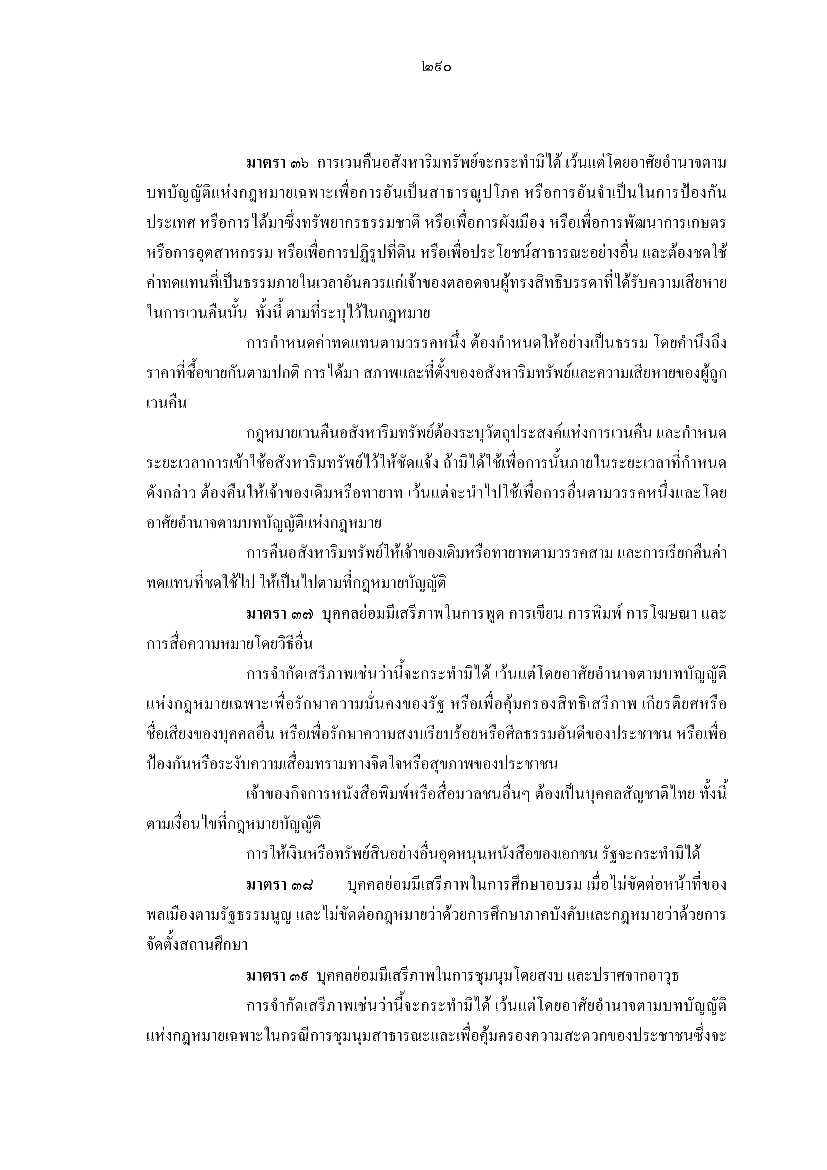 ๒๕๐
มาตรา ๓๖ การเวนคืนอสังหาริมทรัพย์จะกระทำมิได้ เว้นแต่โดยอาศัยอำนาจตาม
บทบัญญัติแห่งกฎหมายเฉพาะเพื่อการอันเป็นสาธารณูปโภค หรือการอันจำเป็นในการป้องกัน
ประเทศ หรือการได้มาซึ่งทรัพยากรธรรมชาติ หรือเพื่อการผังเมือง หรือเพื่อการพัฒนาการเกษตร
หรือการอุตสาหกรรม หรือเพื่อการปฏิรูปที่ดิน หรือเพื่อประโยชน์สาธารณะอย่างอื่น และต้องชดใช้
ค่าทดแทนที่เป็นธรรมภายในเวลาอันควรแก่เจ้าของตลอดจนผู้ทรงสิทธิบรรดาที่ได้รับความเสียหาย
ในการเวนคืนนั้น ทั้งนี้ ตามที่ระบุไว้ในกฎหมาย
การกำหนดค่าทดแทนตามวรรคหนึ่ง ต้องกำหนดให้อย่างเป็นธรรม โดยคำนึงถึง
ราคาที่ซื้อขายกันตามปกติ การได้มา สภาพและที่ตั้งของอสังหาริมทรัพย์และความเสียหายของผู้ถูก
เวนคืน
กฎหมายเวนคืนอสังหาริมทรัพย์ต้องระบุวัตถุประสงค์แห่งการเวนคืน และกำหนด
ระยะเวลาการเข้าใช้อสังหาริมทรัพย์ไว้ให้ชัดแจ้ง ถ้ามิได้ใช้เพื่อการนั้นภายในระยะเวลาที่กำหนด
ดังกล่าว ต้องคืนให้เจ้าของเดิมหรือทายาท เว้นแต่จะนำไปใช้เพื่อการอื่นตามวรรคหนึ่งและโดย
อาศัยอำนาจตามบทบัญญัติแห่งกฎหมาย
การคืนอสังหาริมทรัพย์ให้เจ้าของเดิมหรือทายาทตามวรรคสาม และการเรียกคืนค่า
ทดแทนที่ชดใช้ไป ให้เป็นไปตามที่กฎหมายบัญญัติ
มาตรา ๓๗ บุคคลย่อมมีเสรีภาพในการพูด การเขียน การพิมพ์ การโฆษณา และ
การสื่อความหมายโดยวิธีอื่น
การจำกัดเสรีภาพเช่นว่านี้จะกระทำมิได้ เว้นแต่โดยอาศัยอำนาจตามบทบัญญัติ
แห่งกฎหมายเฉพาะเพื่อรักษาความมั่นคงของรัฐ หรือเพื่อคุ้มครองสิทธิเสรีภาพ เกียรติยศหรือ
ชื่อเสียงของบุคคลอื่น หรือเพื่อรักษาความสงบเรียบร้อยหรือศีลธรรมอันดีของประชาชน หรือเพื่อ
ป้องกันหรือระงับความเสื่อมทรามทางจิตใจหรือสุขภาพของประชาชน
เจ้าของกิจการหนังสือพิมพ์หรือสื่อมวลชนอื่นๆ ต้องเป็นบุคคลสัญชาติไทย ทั้งนี้
ตามเงื่อนไขที่กฎหมายบัญญัติ
การให้เงินหรือทรัพย์สินอย่างอื่นอุดหนุนหนังสือของเอกชน รัฐจะกระทำมิได้
มาตรา ๓๘ บุคคลย่อมมีเสรีภาพในการศึกษาอบรม เมื่อไม่ขัดต่อหน้าที่ของ
พลเมืองตามรัฐธรรมนูญ และไม่ขัดต่อกฎหมายว่าด้วยการศึกษาภาคบังคับและกฎหมายว่าด้วยการ
จัดตั้งสถานศึกษา
มาตรา ๓๙ บุคคลย่อมมีเสรีภาพในการชุมนุมโดยสงบ และปราศจากอาวุธ
การจำกัดเสรีภาพเช่นว่านี้จะกระทำมิได้ เว้นแต่โดยอาศัยอำนาจตามบทบัญญัติ
แห่งกฎหมายเฉพาะในกรณีการชุมนุมสาธารณะและเพื่อคุ้มครองความสะดวกของประชาชนซึ่งจะ